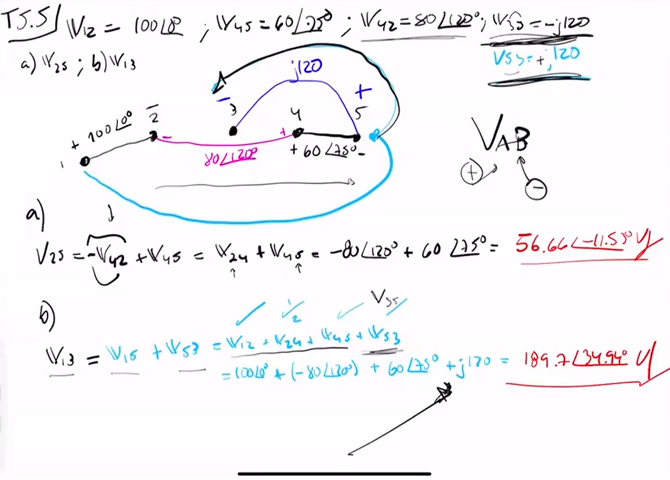 T5.5/ V12 = 100∠0° ; V45 = 60∠75° ; V42 = 80∠120° ; V53 = -j120
a) V25 ; b) V13
V53 = +j120
j120
- +
3 4 5
+ 100∠0° - 2
- 80∠120° +
+ 60∠75° -
1
VAB
+ -
a)
V25 = -V42 + V45 = V24 + V45 = -80∠120° + 60∠75° = 56.66∠-11.53° V
b)
V35
V13 = V15 + V53 = V12 + V24 + V45 + V53
= 100∠0° + (-80∠120°) + 60∠75° + j120 = 189.7∠34.94° V